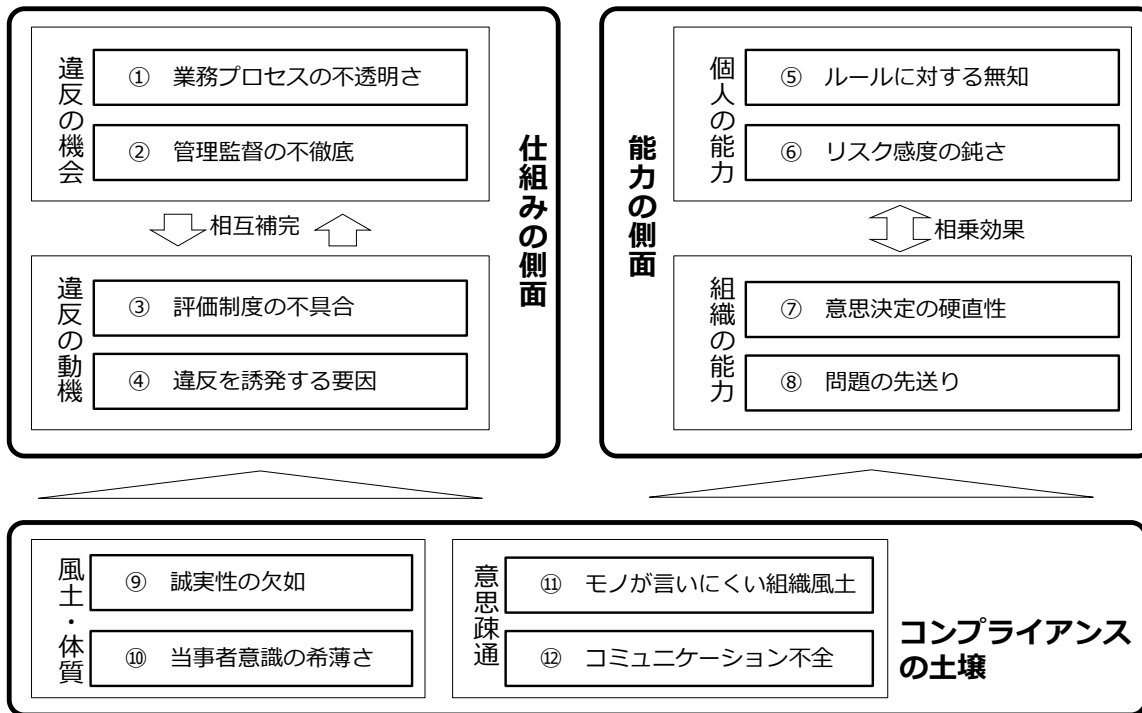 違反の機会
① 業務プロセスの不透明さ
② 管理監督の不徹底
相互補完
違反の動機
③ 評価制度の不具合
④ 違反を誘発する要因
仕組みの側面
能力の側面
個人の能力
⑤ ルールに対する無知
⑥ リスク感度の鈍さ
相乗効果
組織の能力
⑦ 意思決定の硬直性
⑧ 問題の先送り
風土・体質
⑨ 誠実性の欠如
⑩ 当事者意識の希薄さ
意思疎通
⑪ モノが言いにくい組織風土
⑫ コミュニケーション不全
コンプライアンス
の土壌